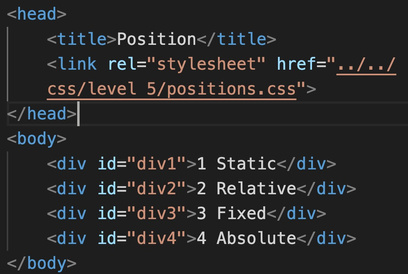 <head>
<title>Position</title>
<link rel="stylesheet" href="../../
css/level 5/positions.css">
</head>
<body>
<div id="div1">1 Static</div>
<div id="div2">2 Relative</div>
<div id="div3">3 Fixed</div>
<div id="div4">4 Absolute</div>
</body>